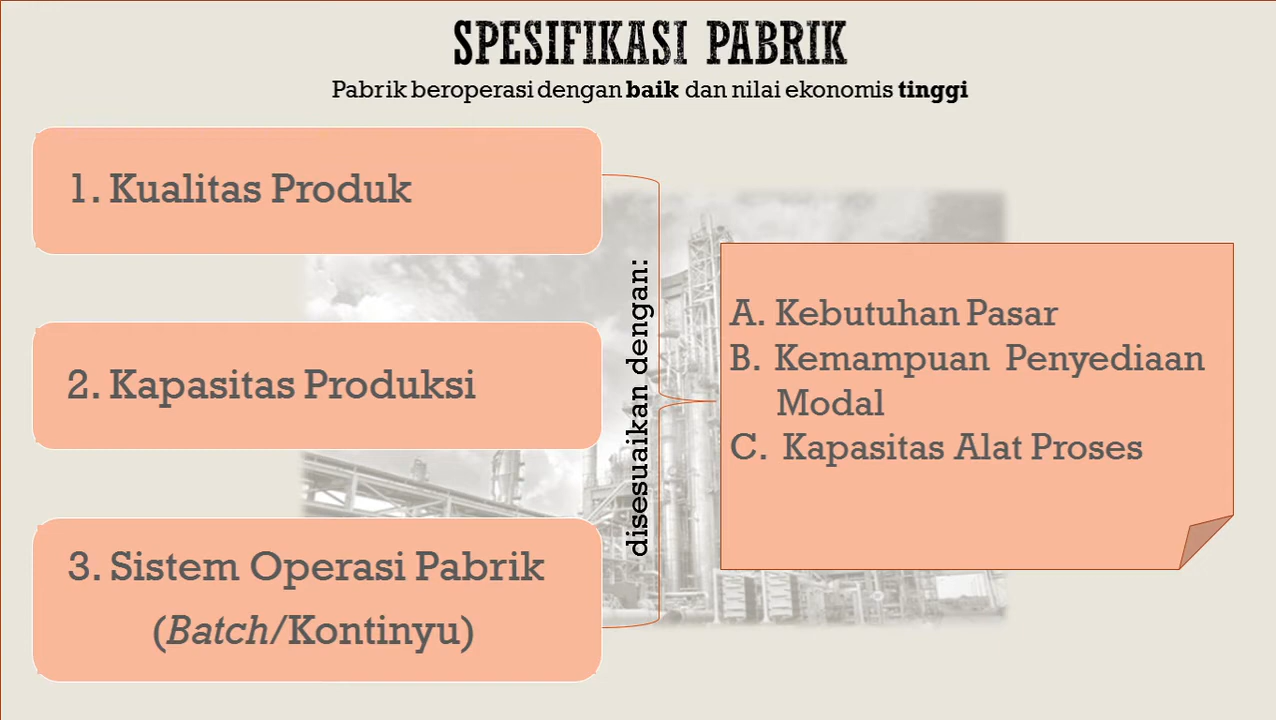 SPESIFIKASI PABRIK
Pabrik beroperasi dengan baik dan nilai ekonomis tinggi
1. Kualitas Produk
2. Kapasitas Produksi
3. Sistem Operasi Pabrik
(Batch/Kontinyu)
disesuaikan dengan:
A. Kebutuhan Pasar
B. Kemampuan Penyediaan
Modal
C. Kapasitas Alat Proses